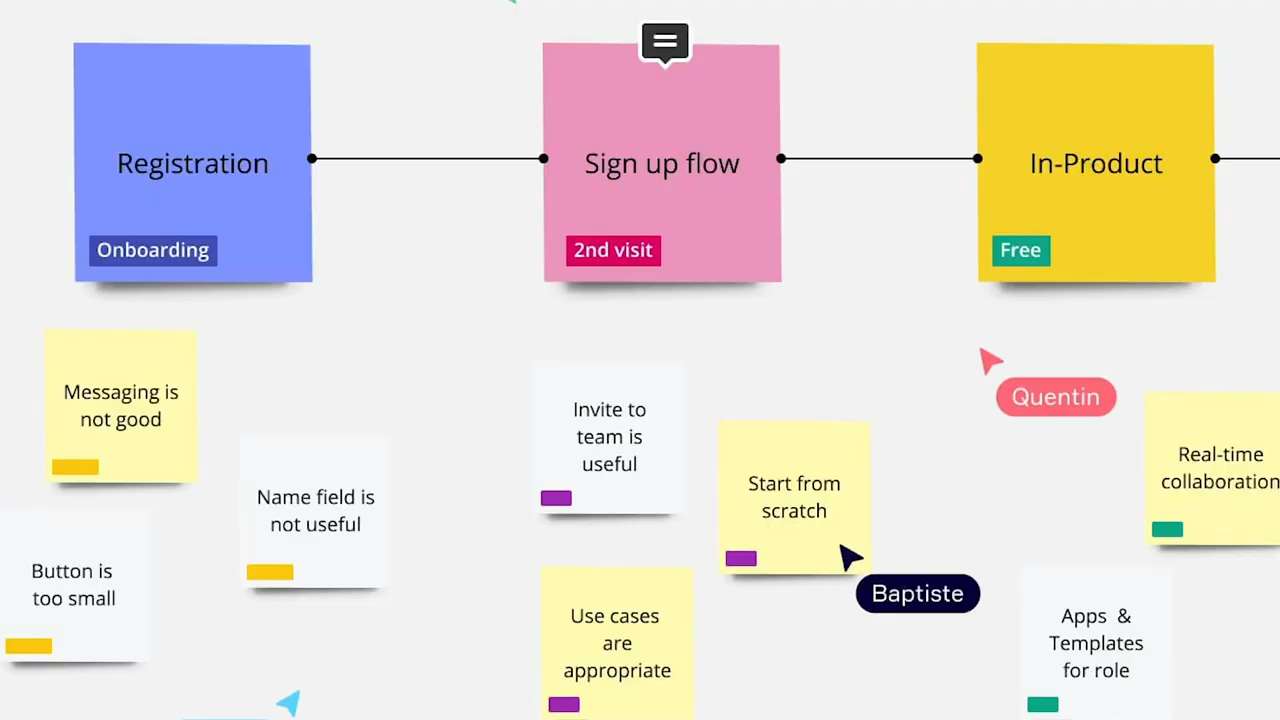 Registration
Onboarding
Sign up flow
2nd visit
In-Product
Free
Messaging is
not good
Name field is
not useful
Button is
too small
Invite to
team is
useful
Start from
scratch
Baptiste
Use cases
are
appropriate
Quentin
Real-time
collaboration
Apps & 
Templates
for role